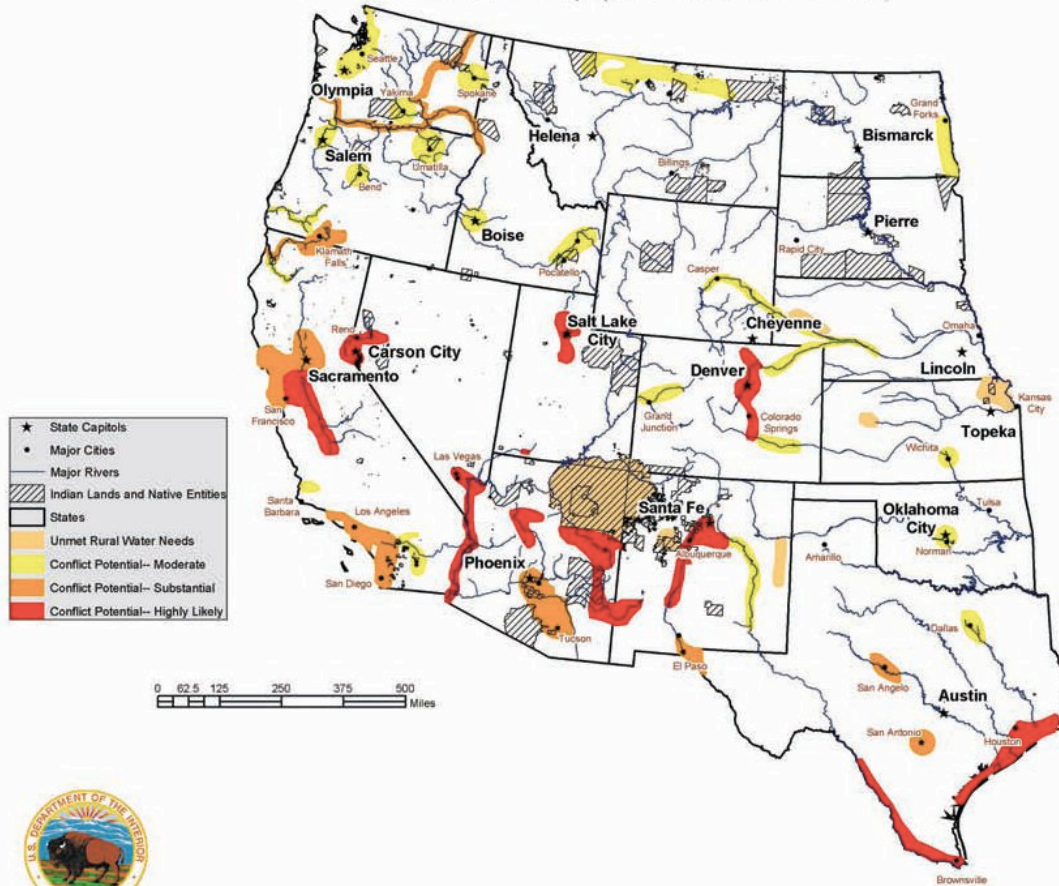 Seattle
Olympia
Yakima
Spokane
Salem
Umatilla
Bend
Helena
Billings
Grand
Forks
Bismarck
Pierre
Rapid City
Boise
Pocatello
Klamath
Falls
Casper
Cheyenne
Omaha
Lincoln
Reno
Carson City
Sacramento
Salt Lake
City
Denver
Grand
Junction
Colorado
Springs
Kansas
City
Topeka
Wichita
San
Francisco
Las Vegas
Santa
Barbara
Los Angeles
San Diego
Phoenix
Tucson
Santa Fe
Albuquerque
Amarillo
Oklahoma
City
Tulsa
Norman
El Paso
Dallas
San Angelo
Austin
San Antonio
Houston
Brownsville
State Capitols
Major Cities
Major Rivers
Indian Lands and Native Entities
States
Unmet Rural Water Needs
Conflict Potential-- Moderate
Conflict Potential-- Substantial
Conflict Potential-- Highly Likely
0 62.5 125 250 375 500
Miles
U.S. DEPARTMENT OF THE INTERIOR